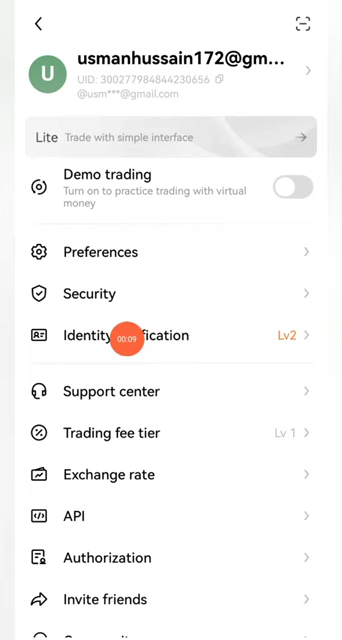 usmanhussain172@gm...
UID: 300277984844230656
@usm***@gmail.com
Lite Trade with simple interface
Demo trading
Turn on to practice trading with virtual
money
Preferences
Security
Identity fication Lv2
00:09
Support center
Trading fee tier Lv 1
Exchange rate
API
Authorization
Invite friends